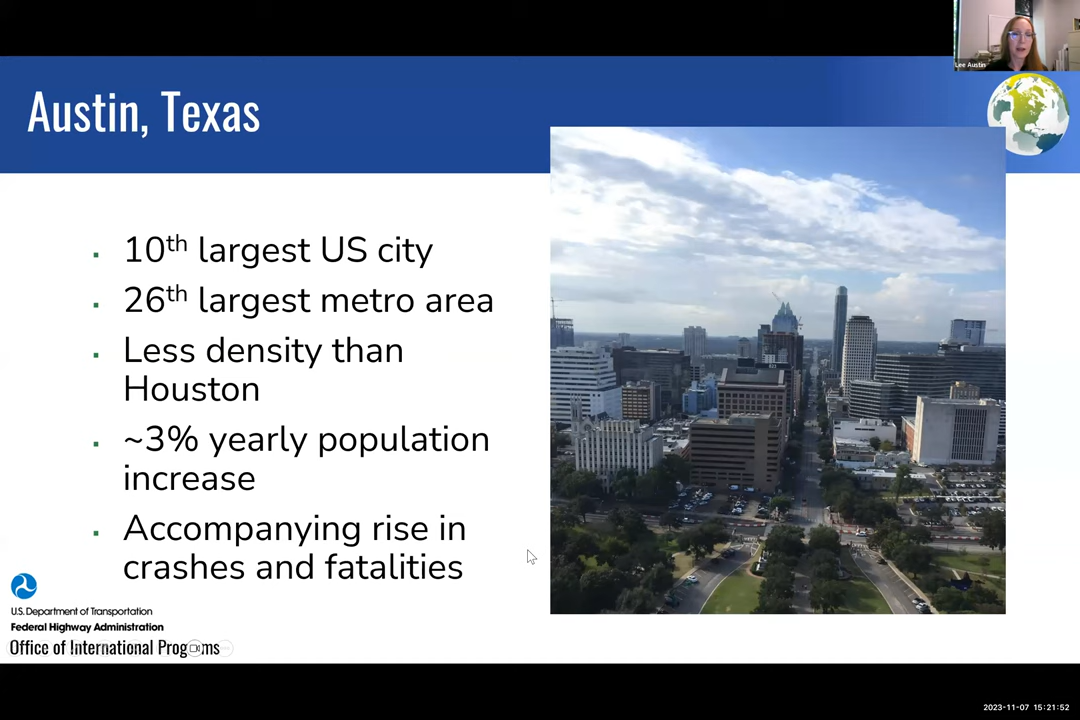 Lee Austin
Austin, Texas
10th largest US city
26th largest metro area
Less density than
Houston
~3% yearly population
increase
Accompanying rise in
crashes and fatalities
U.S. Department of Transportation
Federal Highway Administration
Office of International Programs
2023-11-07 15:21:52